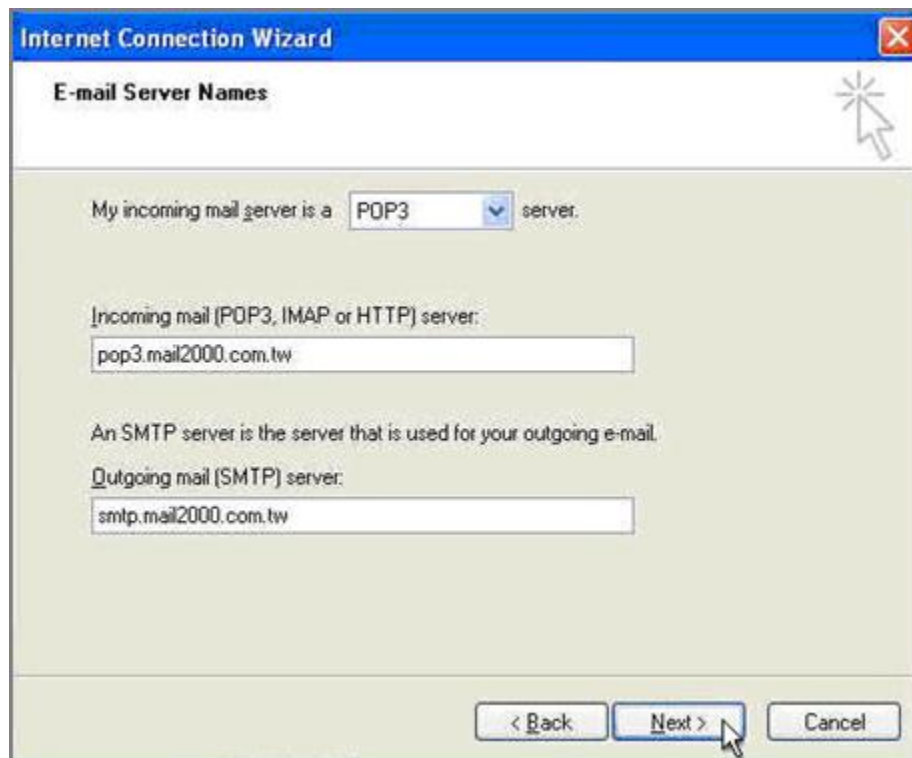 Internet Connection Wizard
E-mail Server Names
My incoming mail server is a POP3 server.
Incoming mail (POP3, IMAP or HTTP) server:
pop3.mail2000.com.tw
An SMTP server is the server that is used for your outgoing e-mail.
Outgoing mail (SMTP) server:
smtp.mail2000.com.tw
< Back Next > Cancel